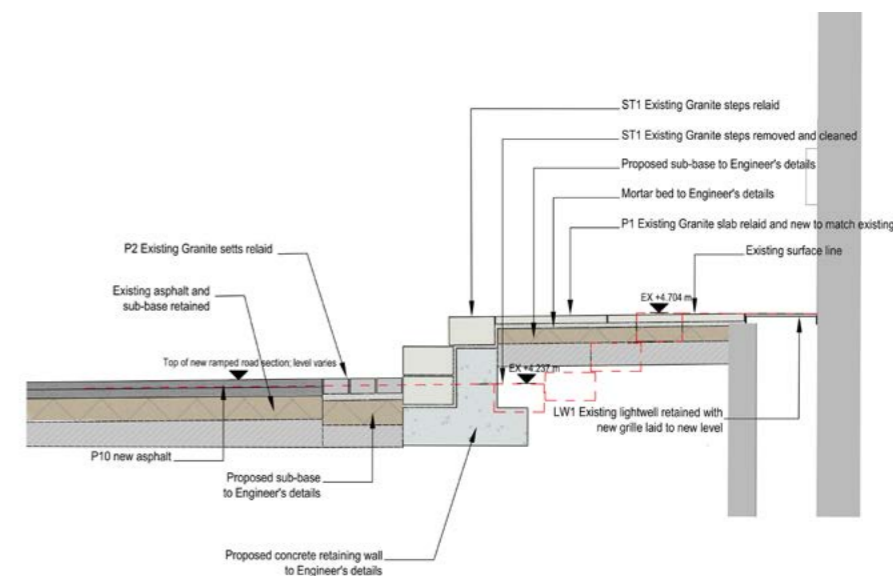 ST1 Existing Granite steps relaid
ST1 Existing Granite steps removed and cleaned
Proposed sub-base to Engineer's details
Mortar bed to Engineer's details
P1 Existing Granite slab relaid and new to match existing
Existing surface line
P2 Existing Granite setts relaid
Existing asphalt and
sub-base retained
EX +4.704 m
Top of new ramped road section; level varies
EX +4.237 m
LW1 Existing lightwell retained with
new grille laid to new level
P10 new asphalt
Proposed sub-base
to Engineer's details
Proposed concrete retaining wall
to Engineer's details